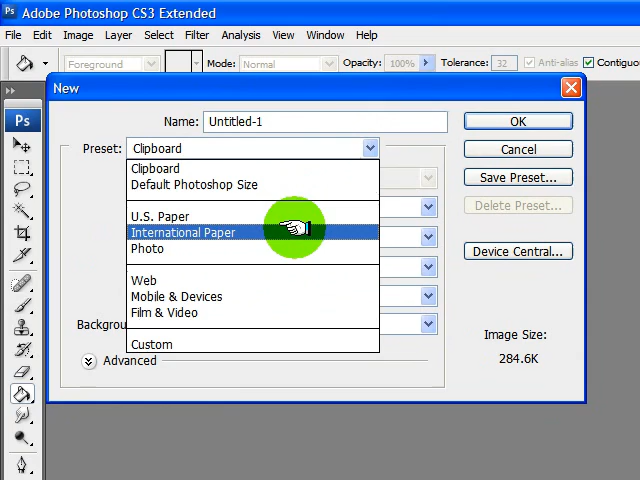 Ps Adobe Photoshop CS3 Extended
File Edit Image Layer Select Filter Analysis View Window Help
Foreground Mode: Normal Opacity: 100% Tolerance: 32 Anti-alias Contiguo
New
Name: Untitled-1 OK
Preset: Clipboard Cancel
Clipboard
Default Photoshop Size Save Preset...
Delete Preset...
U.S. Paper
International Paper
Photo Device Central...
Web
Mobile & Devices
Film & Video
Backgrou
Image Size:
284.6K
Custom
Advanced
Ps